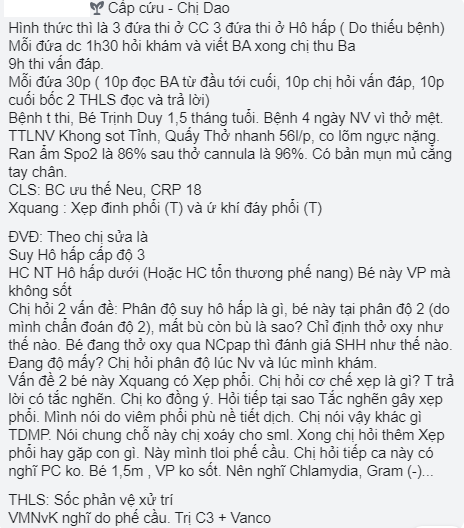 Cấp cứu - Chị Dao
Hình thức thì là 3 đứa thi ở CC 3 đứa thi ở Hô hấp ( Do thiếu bệnh)
Mỗi đứa dc 1h30 hỏi khám và viết BA xong chị thu Ba
9h thi vấn đáp.
Mỗi đứa 30p ( 10p đọc BA từ đầu tới cuối, 10p chị hỏi vấn đáp, 10p
cuối bốc 2 THLS đọc và trả lời)
Bệnh t thi, Bé Trịnh Duy 1,5 tháng tuổi. Bệnh 4 ngày NV vì thở mệt.
TTLNV Khong sot Tỉnh, Quấy Thở nhanh 56l/p, co lõm ngực nặng.
Ran ẩm Spo2 là 86% sau thở cannula là 96%. Có bản mụn mủ cẳng
tay chân.
CLS: BC ưu thế Neu, CRP 18
Xquang : Xẹp đinh phổi (T) và ứ khí đáy phổi (T)
ĐVĐ: Theo chị sửa là
Suy Hô hấp cấp độ 3
HC NT Hô hấp dưới (Hoặc HC tổn thương phế nang) Bé này VP mà
không sốt
Chị hỏi 2 vấn đề: Phân độ suy hô hấp là gì, bé này tại phân độ 2 (do
mình chẩn đoán độ 2), mất bù còn bù là sao? Chỉ định thở oxy như
thế nào. Bé đang thở oxy qua NCpap thì đánh giá SHH như thế nào.
Đang độ mấy? Chị hỏi phân độ lúc Nv và lúc mình khám.
Vấn đề 2 bé này Xquang có Xẹp phổi. Chị hỏi cơ chế xẹp là gì? T trả
lời có tắc nghẽn. Chị ko đồng ý. Hỏi tiếp tại sao Tắc nghẽn gây xẹp
phổi. Mình nói do viêm phổi phù nề tiết dịch. Chị nói vậy khác gì
TDMP. Nói chung chỗ này chị xoáy cho sml. Xong chị hỏi thêm Xẹp
phổi hay gặp con gì. Này mình tloi phế cầu. Chị hỏi tiếp ca này có
nghĩ PC ko. Bé 1,5m , VP ko sốt. Nên nghĩ Chlamydia, Gram (-)...
THLS: Sốc phản vệ xử trí
VMNvK nghĩ do phế cầu. Trị C3 + Vanco